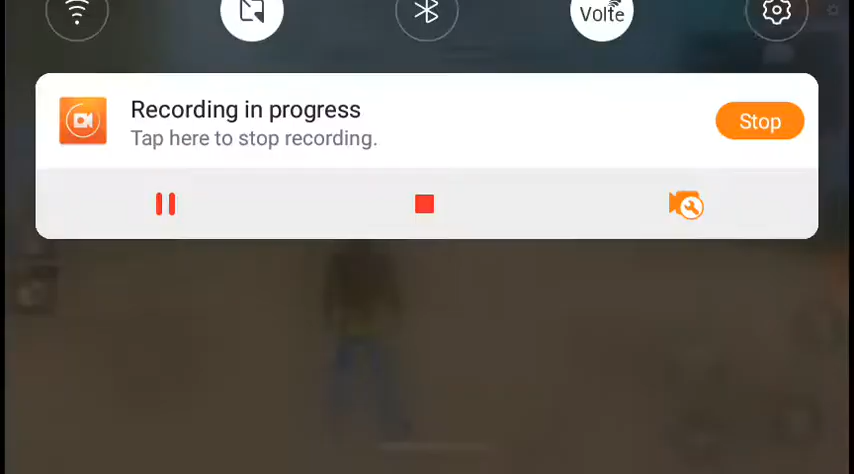 Volte
Recording in progress
Tap here to stop recording.
Stop